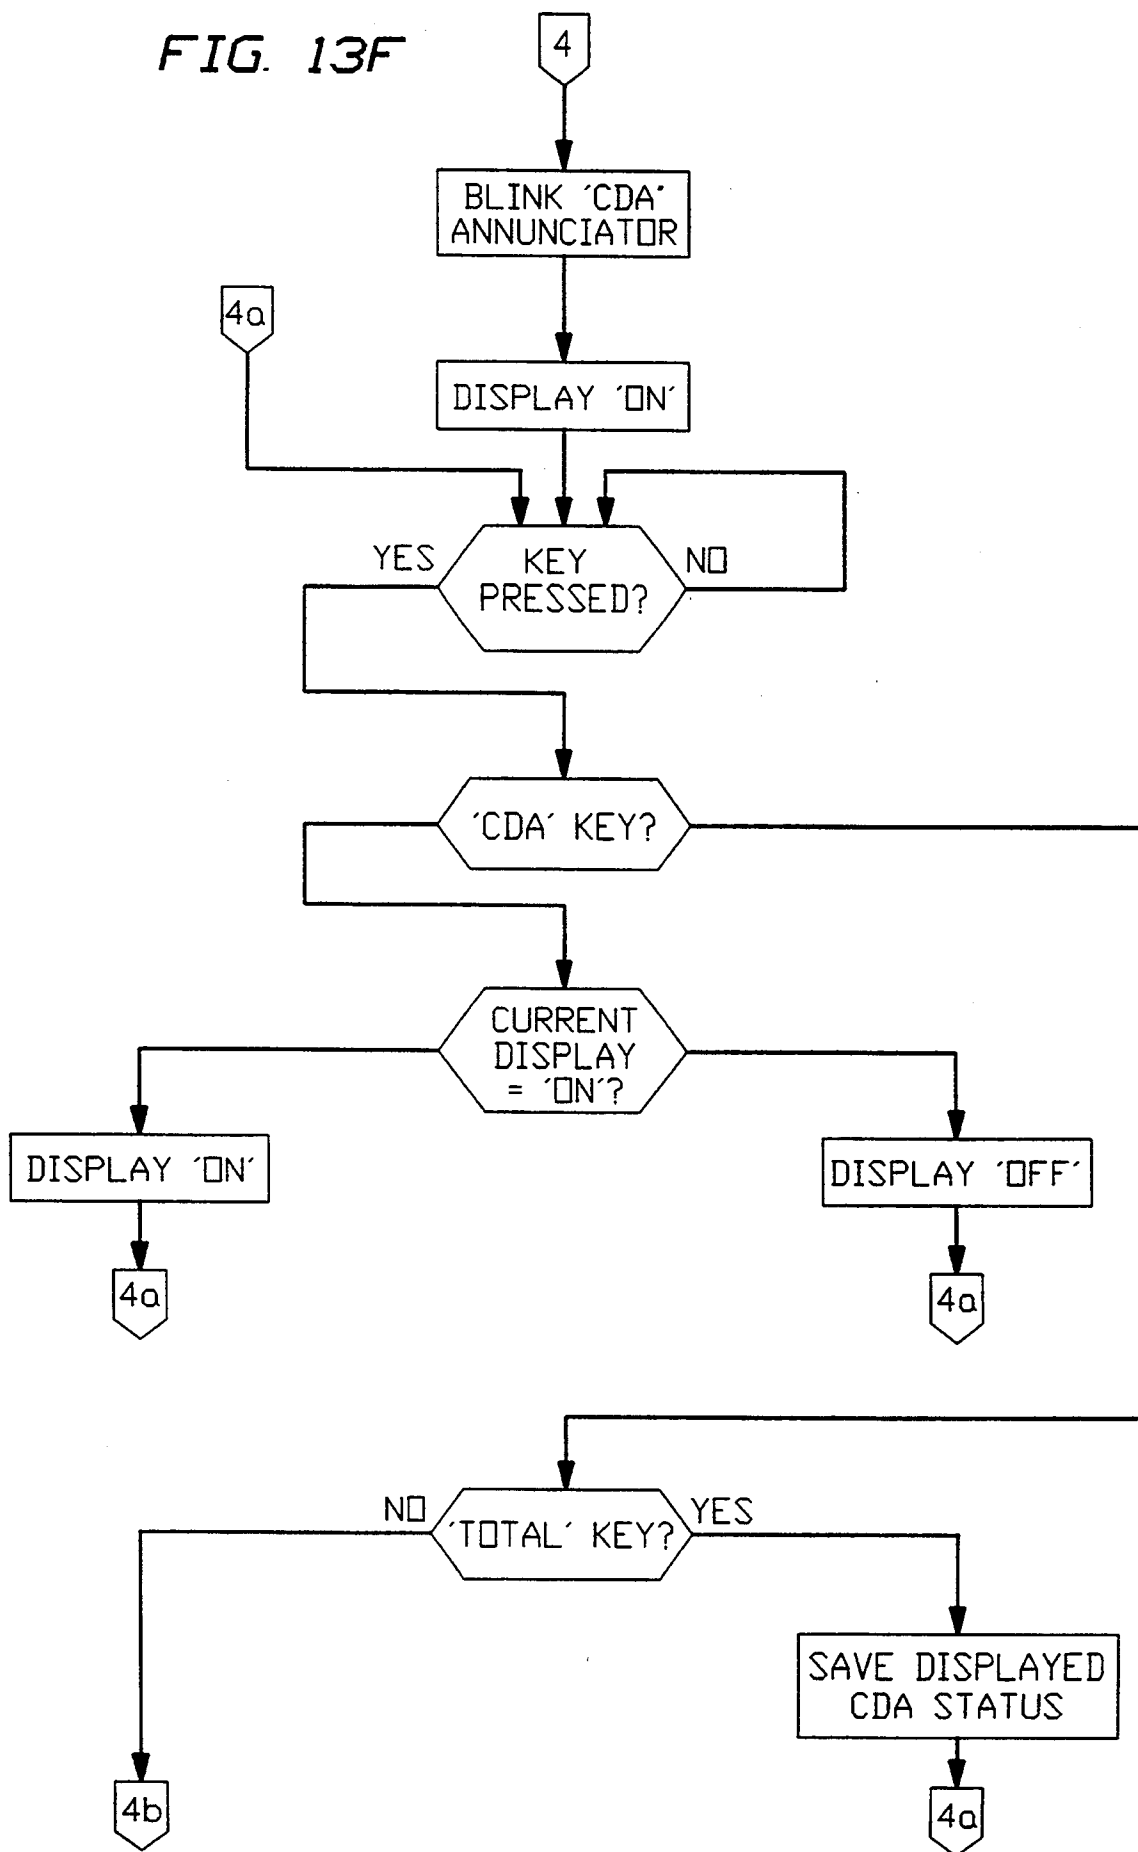 FIG. 13F
4
BLINK 'CDA'
ANNUNCIATOR
4a
DISPLAY 'ON'
YES
KEY
PRESSED?
NO
'CDA' KEY?
CURRENT
DISPLAY
= 'ON'?
DISPLAY 'ON'
DISPLAY 'OFF'
4a
4a
NO
'TOTAL' KEY?
YES
SAVE DISPLAYED
CDA STATUS
4b
4a